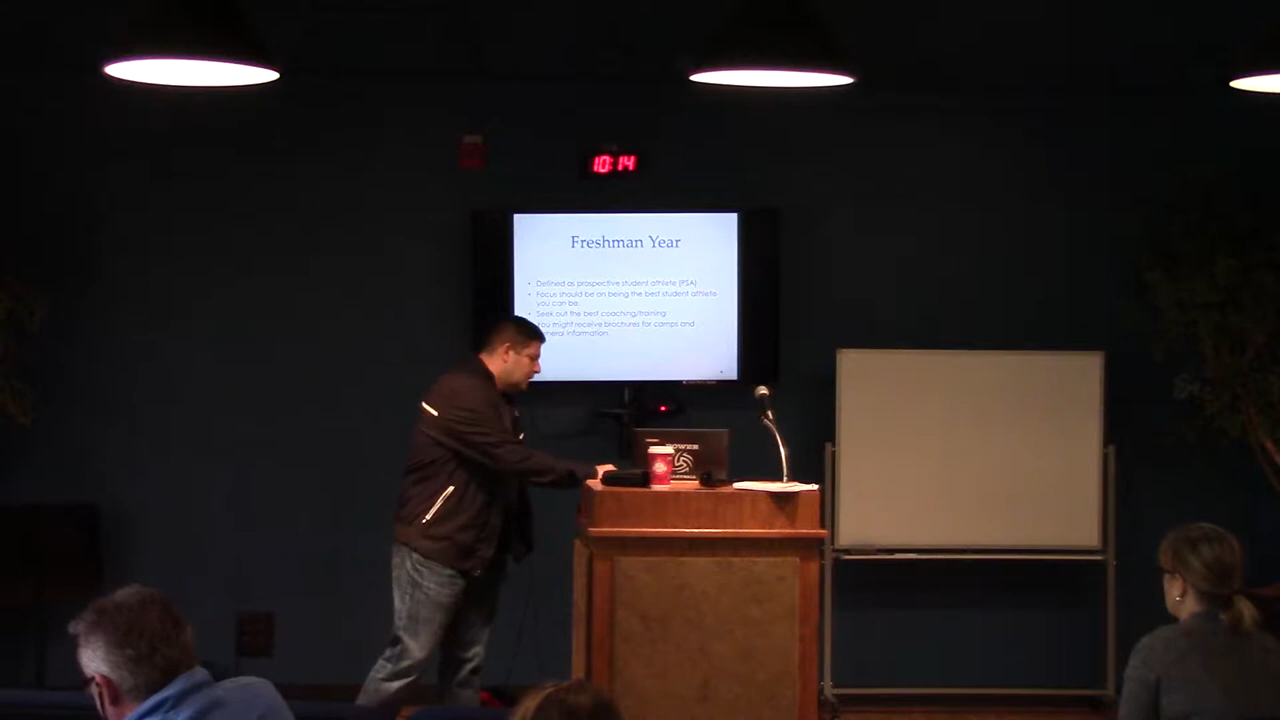 10:14
Freshman Year
• Defined as prospective student athlete (PSA)
• Focus should be on being the best student athlete
you can be.
• Seek out the best coaching/training
You might receive brochures for camps and
general information.
POWER